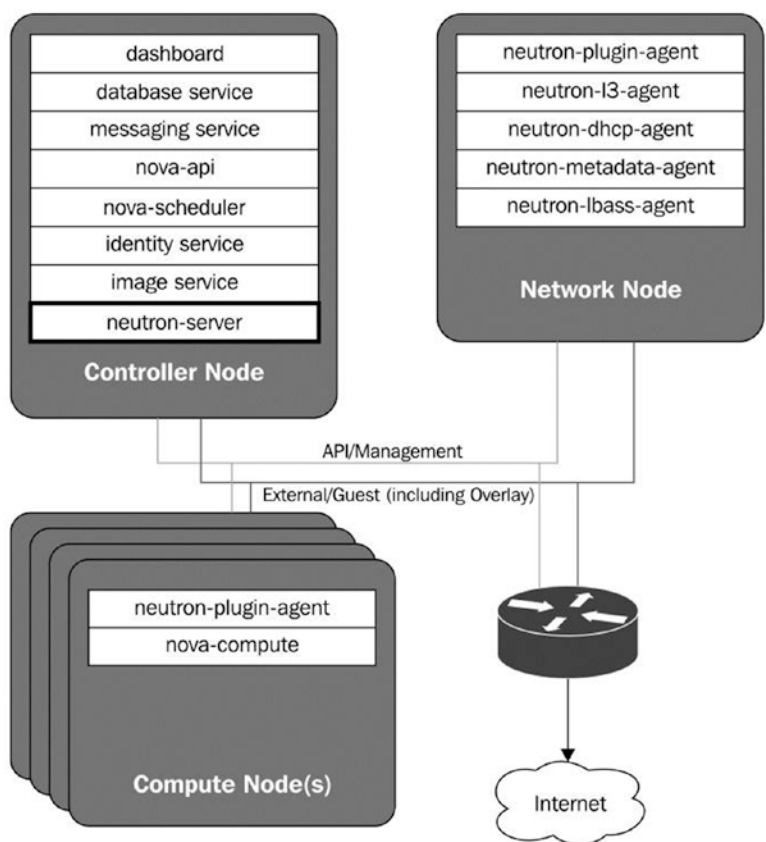 dashboard
database service
messaging service
nova-api
nova-scheduler
identity service
image service
neutron-server
Controller Node
neutron-plugin-agent
neutron-l3-agent
neutron-dhcp-agent
neutron-metadata-agent
neutron-lbass-agent
Network Node
API/Management
External/Guest (including Overlay)
neutron-plugin-agent
nova-compute
Compute Node(s)
Internet